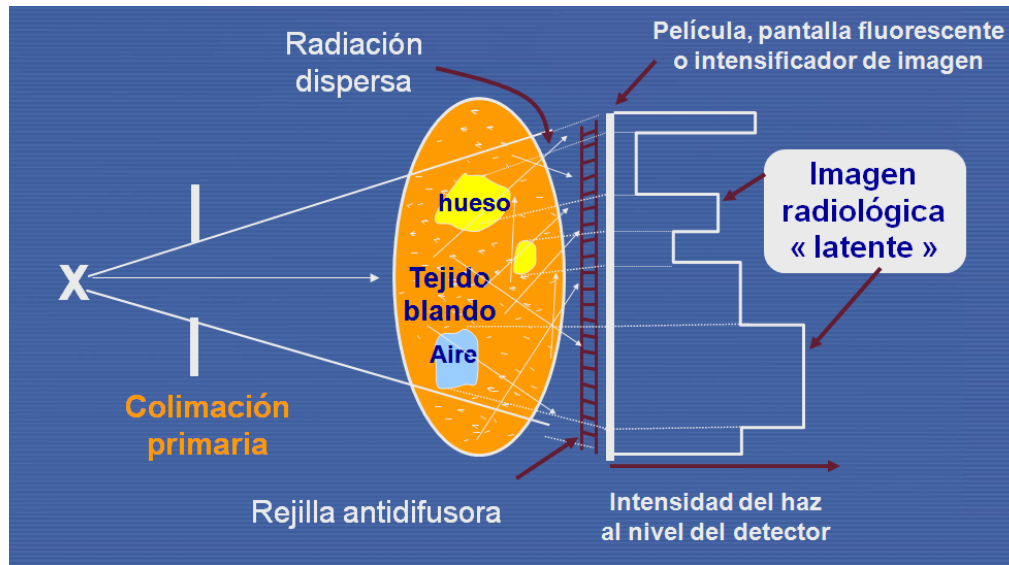 Radiación
dispersa
Película, pantalla fluorescente
o intensificador de imagen
hueso
Imagen
radiológica
« latente »
X
Tejido
blando
Aire
Colimación
primaria
Rejilla antidifusora
Intensidad del haz
al nivel del detector